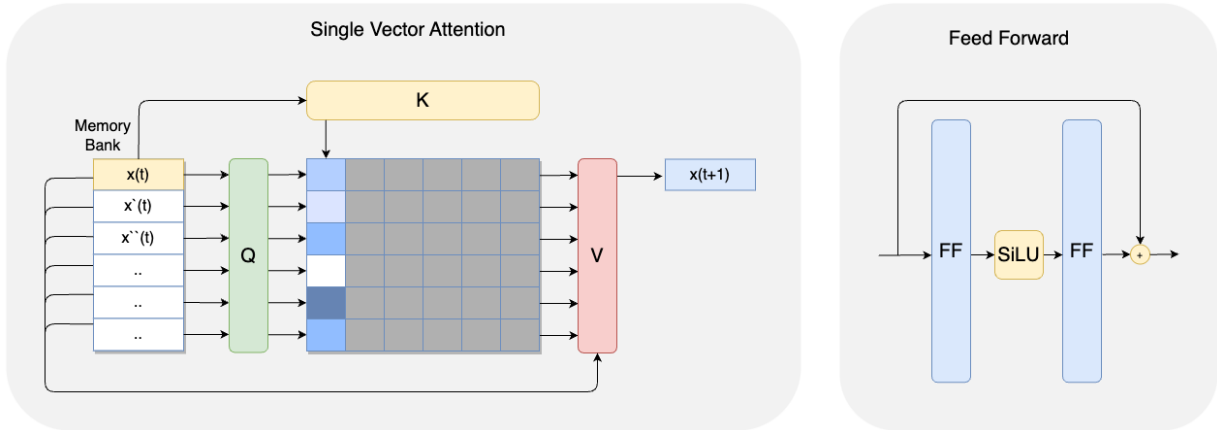 Single Vector Attention
K
Memory
Bank
x(t)
x`(t)
x``(t)
..
..
..
Q
V
x(t+1)
Feed Forward
FF
SiLU
FF
+